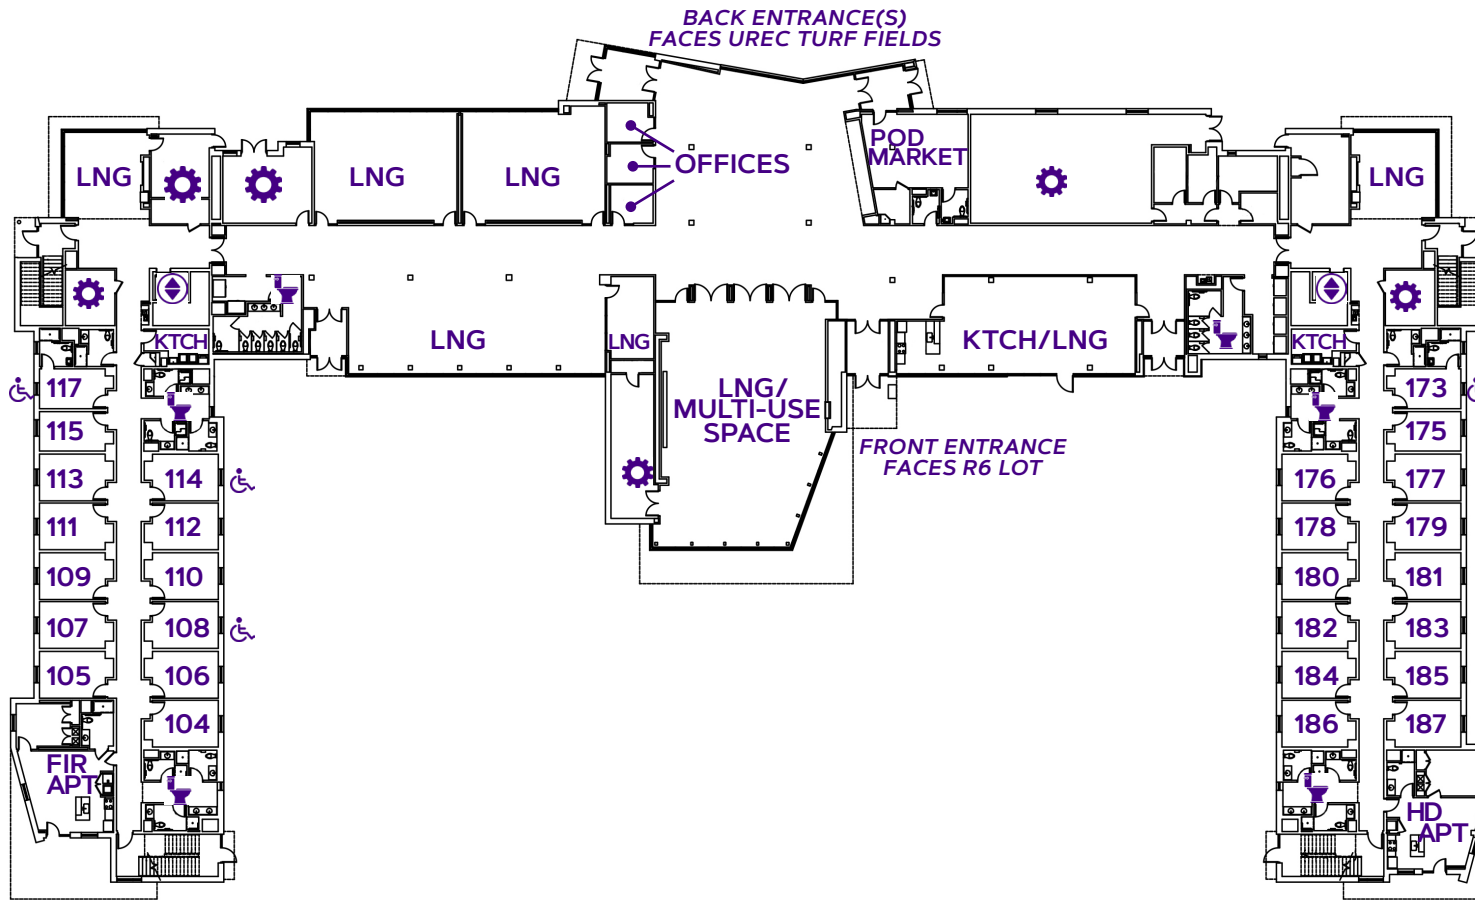 BACK ENTRANCE(S)
FACES UREC TURF FIELDS
LNG
LNG
LNG
OFFICES
POD
MARKET
LNG
KTCH
LNG
LNG
KTCH/LNG
KTCH
LNG/
MULTI-USE
SPACE
FRONT ENTRANCE
FACES R6 LOT
117
115
113
111
109
107
105
114
112
110
108
106
104
FIR
APT
176
178
180
182
184
186
173
175
177
179
181
183
185
187
HD
APT